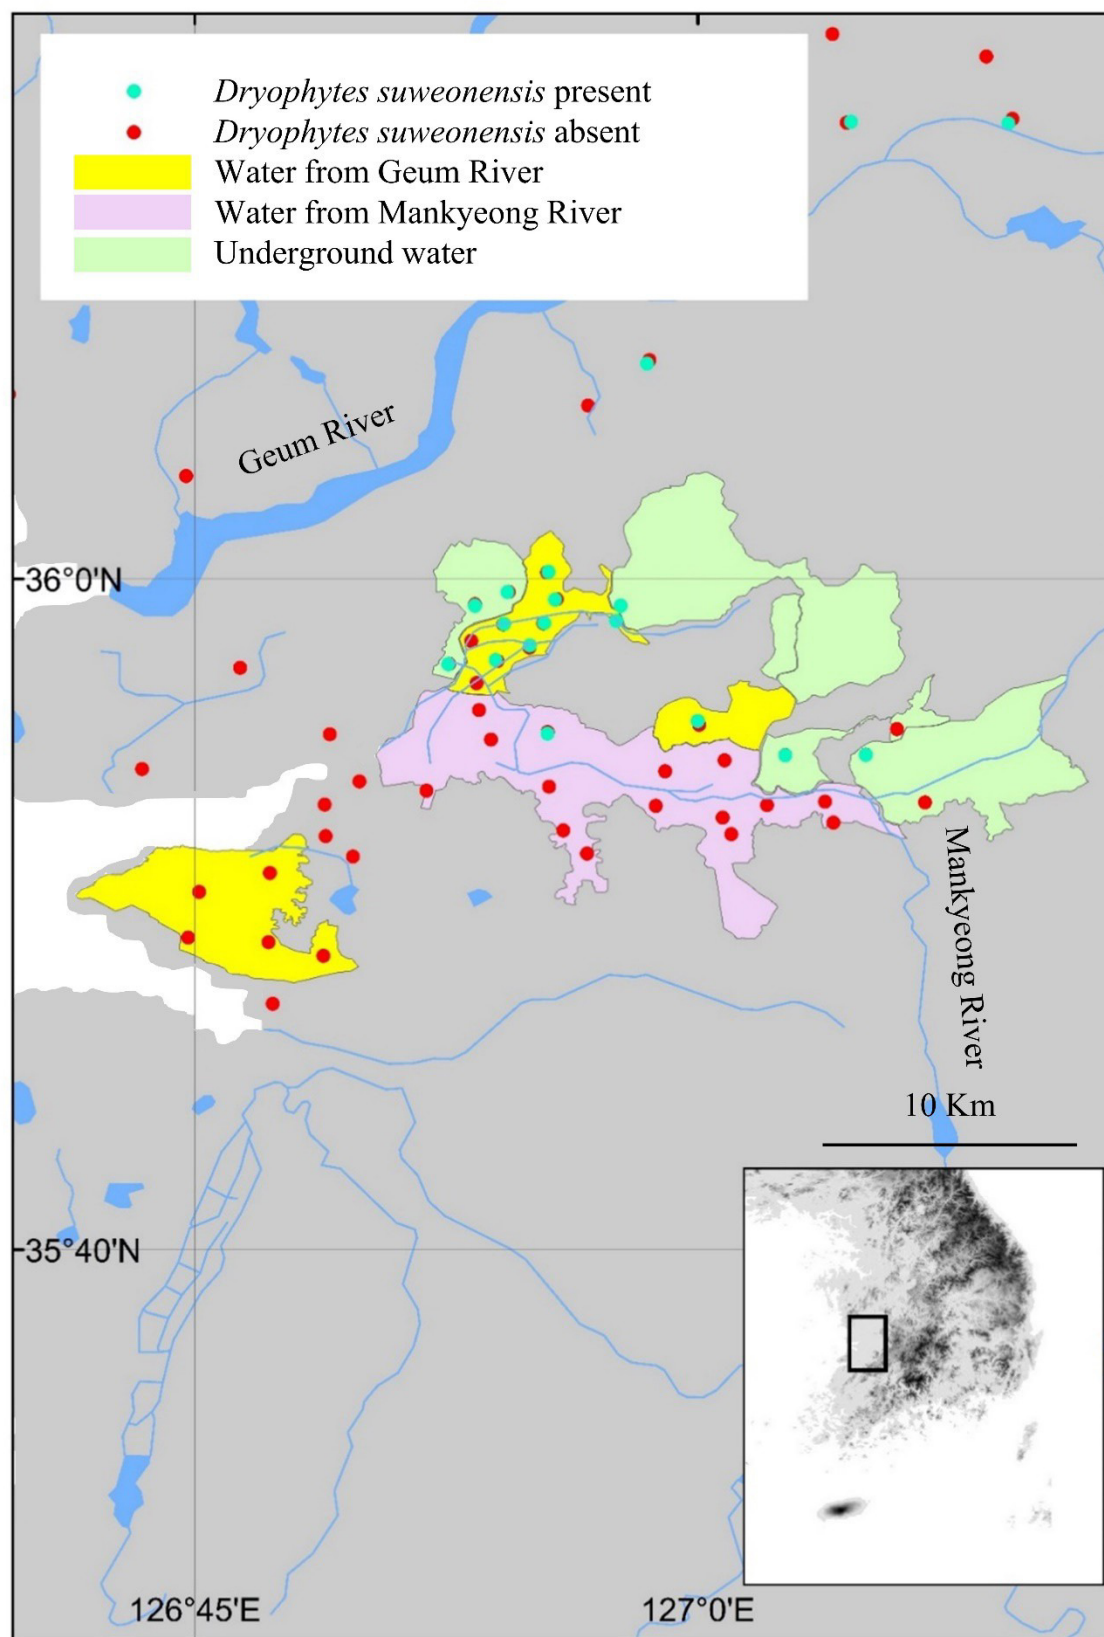 Dryophytes suweonensis present
Dryophytes suweonensis absent
Water from Geum River
Water from Mankyeong River
Underground water
Geum River
36°0'N
Mankyeong River
10 Km
35°40'N
126°45'E
127°0'E